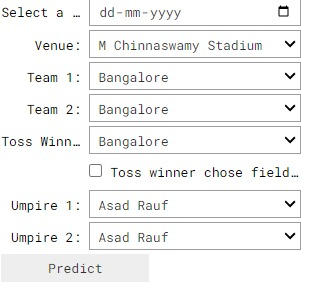 Select a … dd-mm-yyyy
Venue: M Chinnaswamy Stadium
Team 1: Bangalore
Team 2: Bangalore
Toss Winn… Bangalore
Toss winner chose field…
Umpire 1: Asad Rauf
Umpire 2: Asad Rauf
Predict